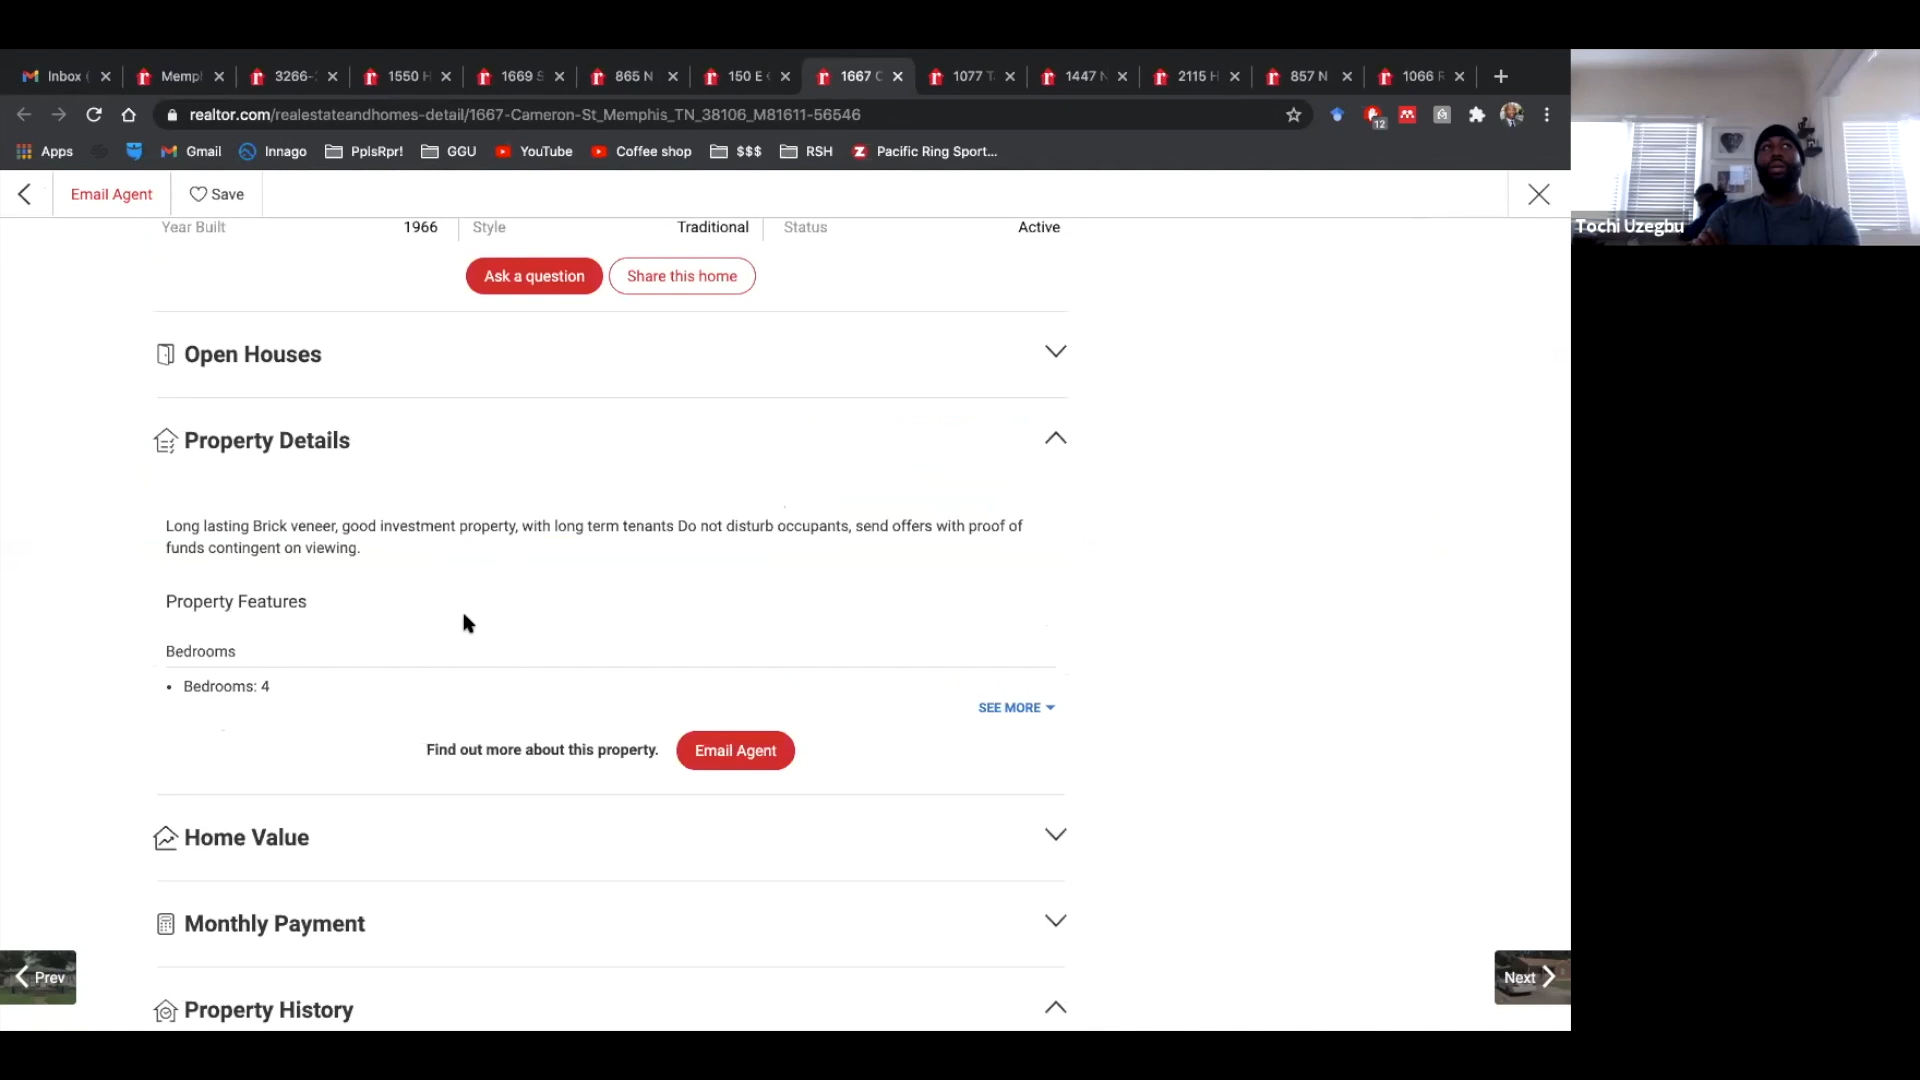 Inbox (
Memp
3266-
1550 H
1669 S
865 N
150 E
1667 C
1077 T
1447 N
2115 H
857 N
1066 R
realtor.com/realestateandhomes-detail/1667-Cameron-St_Memphis_TN_38106_M81611-56546
12
Apps
Gmail
Innago
PplsRpr!
GGU
YouTube
Coffee shop
$$$
RSH
Pacific Ring Sport...
Tochi Uzegbu
Email Agent
Save
Year Built 1966 Style Traditional Status Active
Ask a question
Share this home
Open Houses
Property Details
Long lasting Brick veneer, good investment property, with long term tenants Do not disturb occupants, send offers with proof of
funds contingent on viewing.
Property Features
Bedrooms
• Bedrooms: 4
SEE MORE
Find out more about this property.
Email Agent
Home Value
Monthly Payment
Prev
Next
Property History